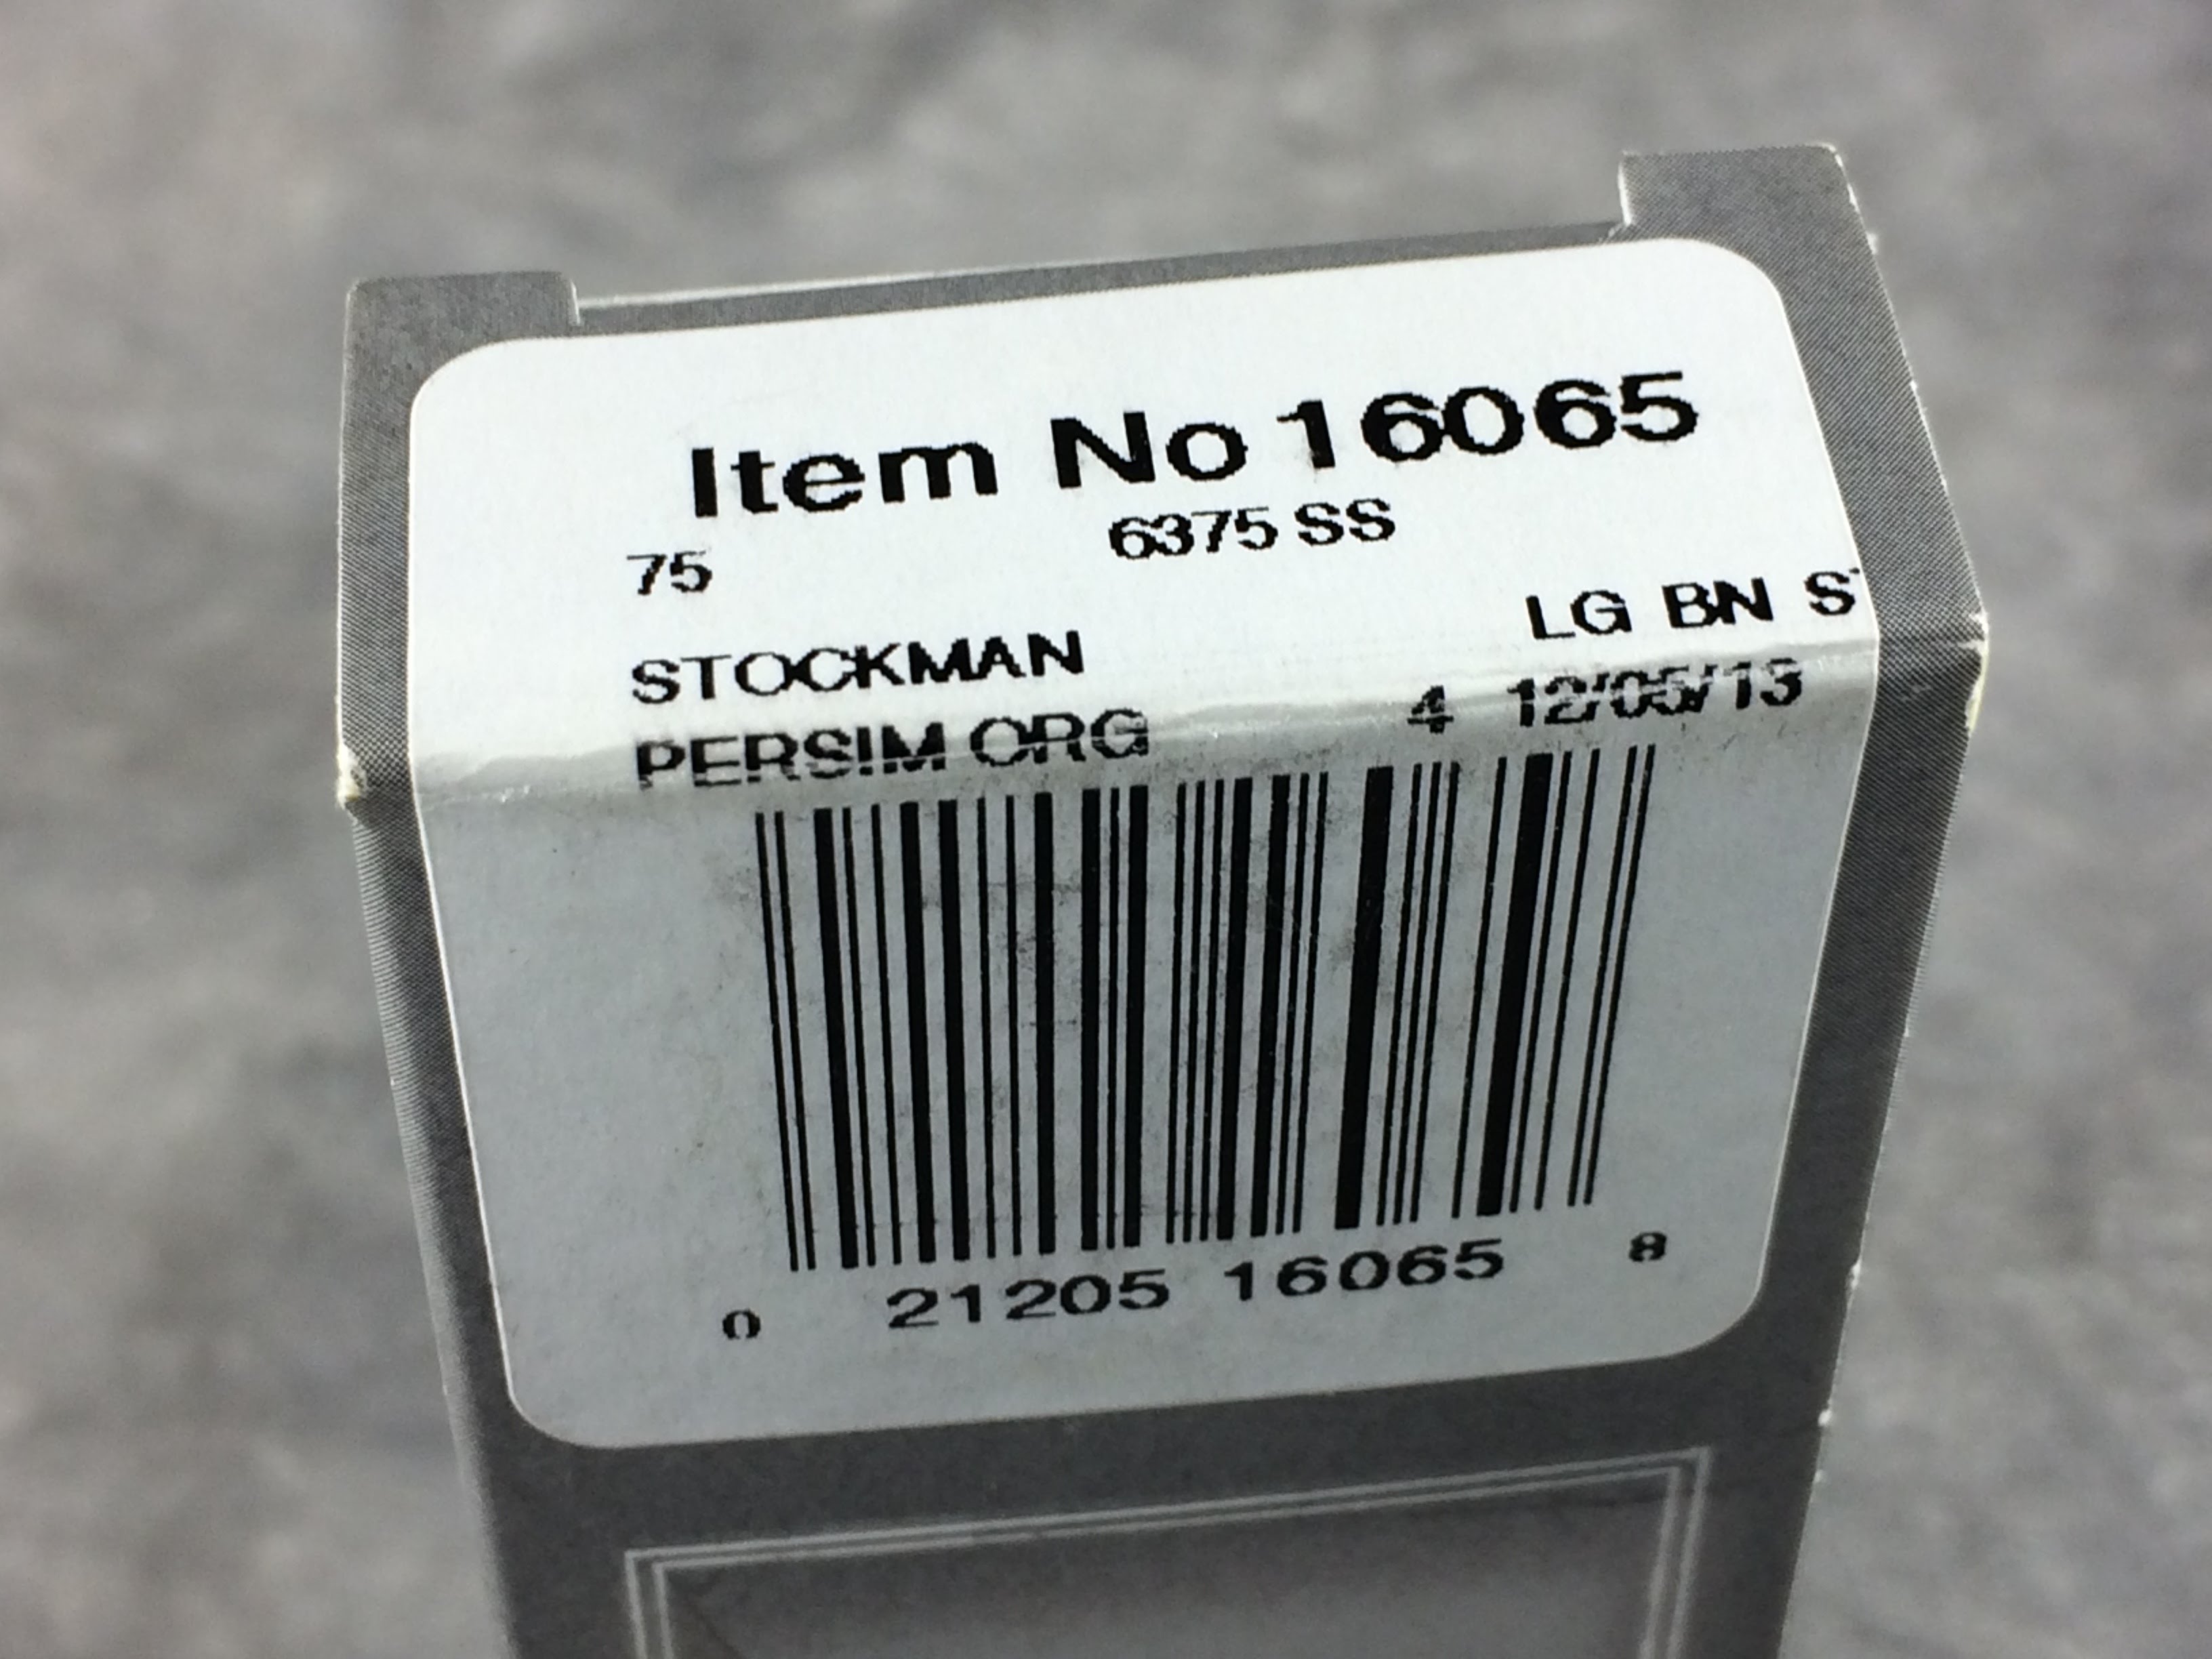 Item No 16065
75 6375 SS
STOCKMAN LG BN S
PERSIM ORG 4 12/05/13
0 21205 16065 8